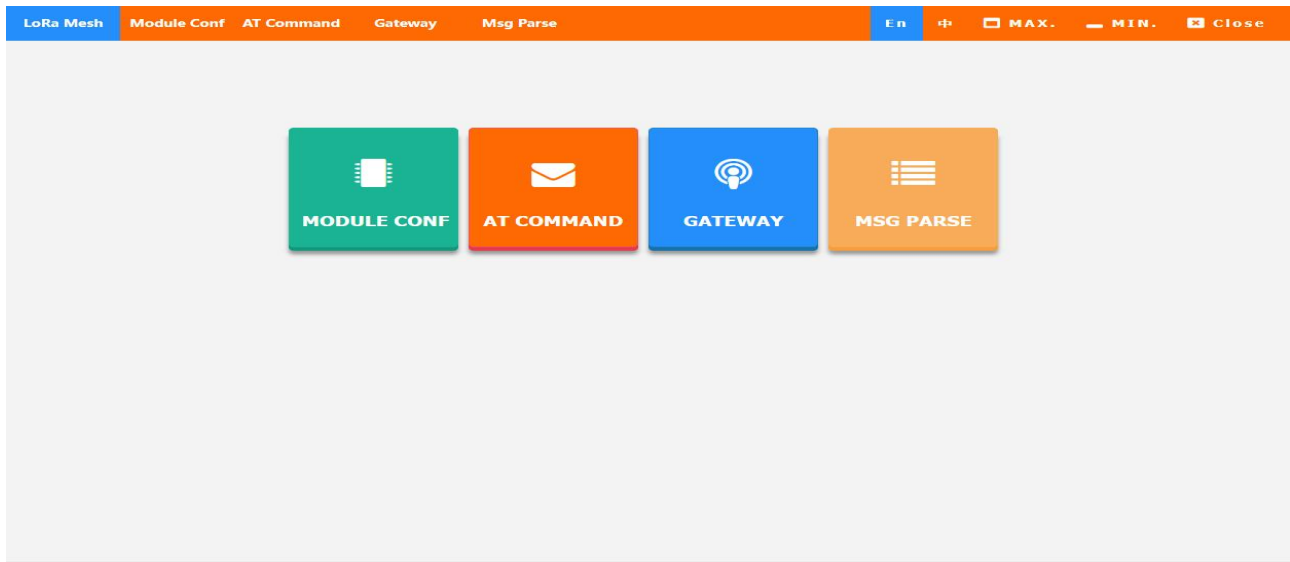 LoRa Mesh Module Conf AT Command Gateway Msg Parse En 中 MAX. MIN. Close
MODULE CONF AT COMMAND GATEWAY MSG PARSE